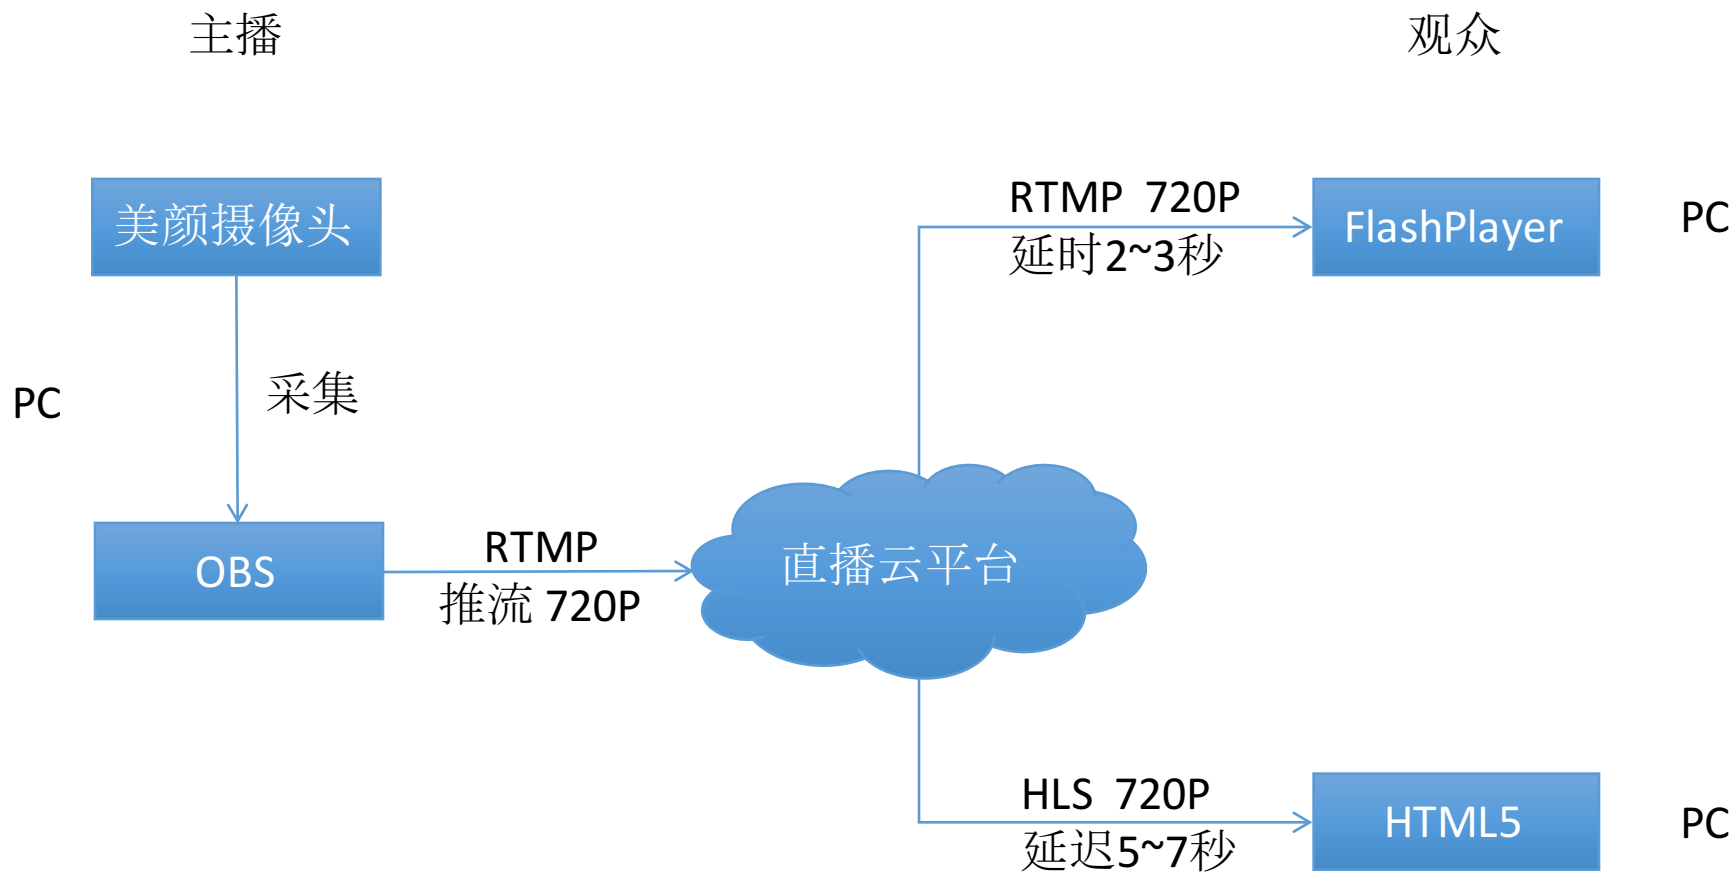 主播
观众
美颜摄像头
RTMP 720P
延时2~3秒
FlashPlayer
PC
PC
采集
OBS
RTMP
推流 720P
直播云平台
HLS 720P
延迟5~7秒
HTML5
PC